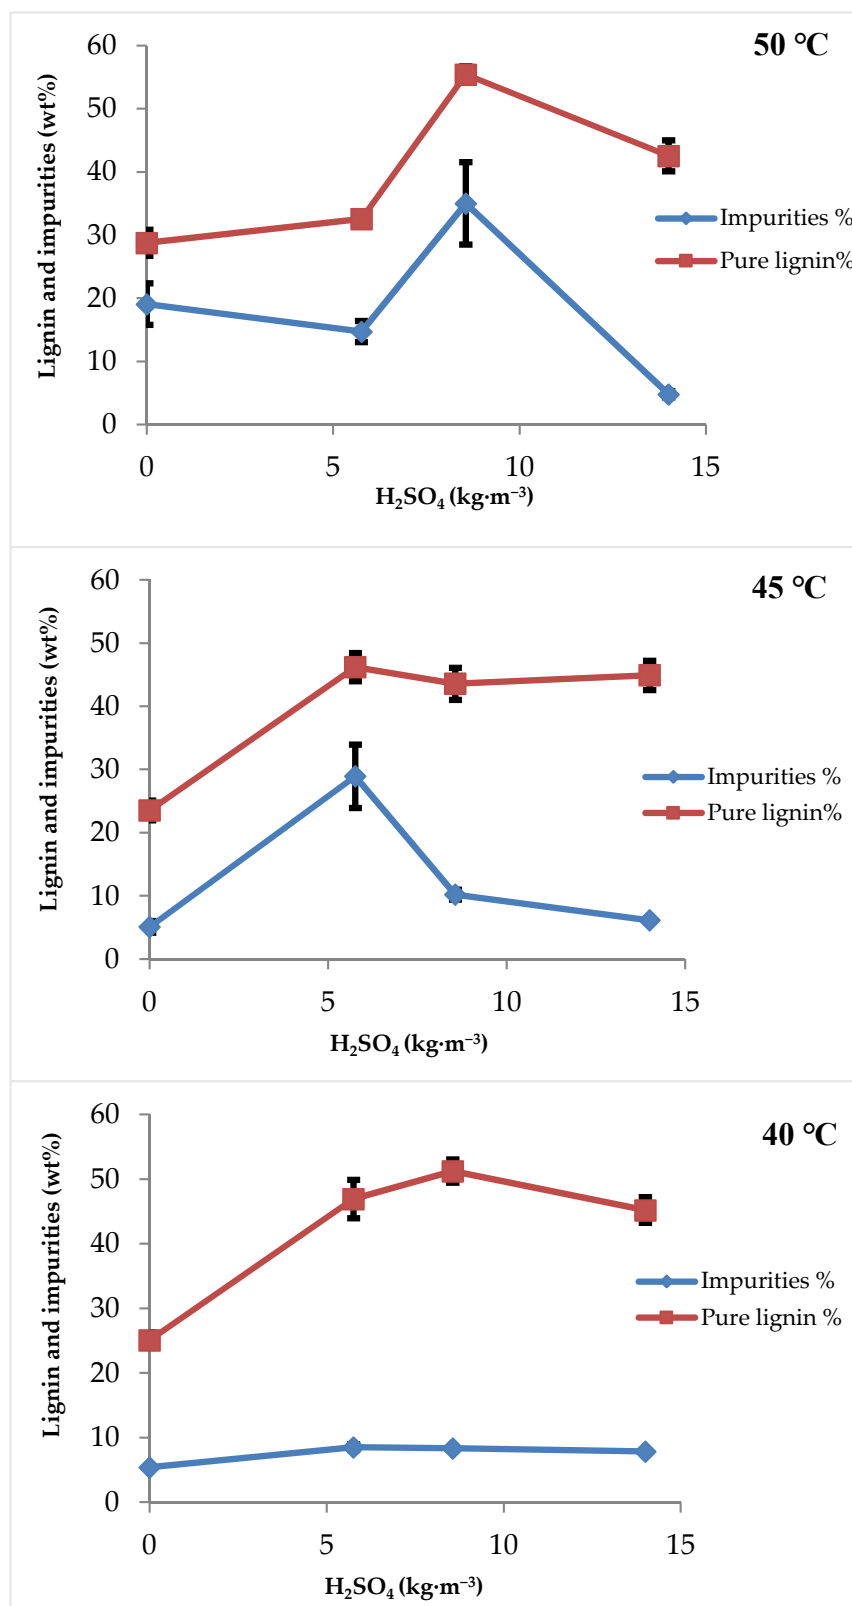 50 °C
Lignin and impurities (wt%)
60
50
40
30
20
10
0
0 5 10 15
H₂SO₄ (kg·m⁻³)
Impurities %
Pure lignin%
45 °C
Lignin and impurities (wt%)
60
50
40
30
20
10
0
0 5 10 15
H₂SO₄ (kg·m⁻³)
Impurities %
Pure lignin%
40 °C
Lignin and impurities (wt%)
60
50
40
30
20
10
0
0 5 10 15
H₂SO₄ (kg·m⁻³)
Impurities %
Pure lignin %